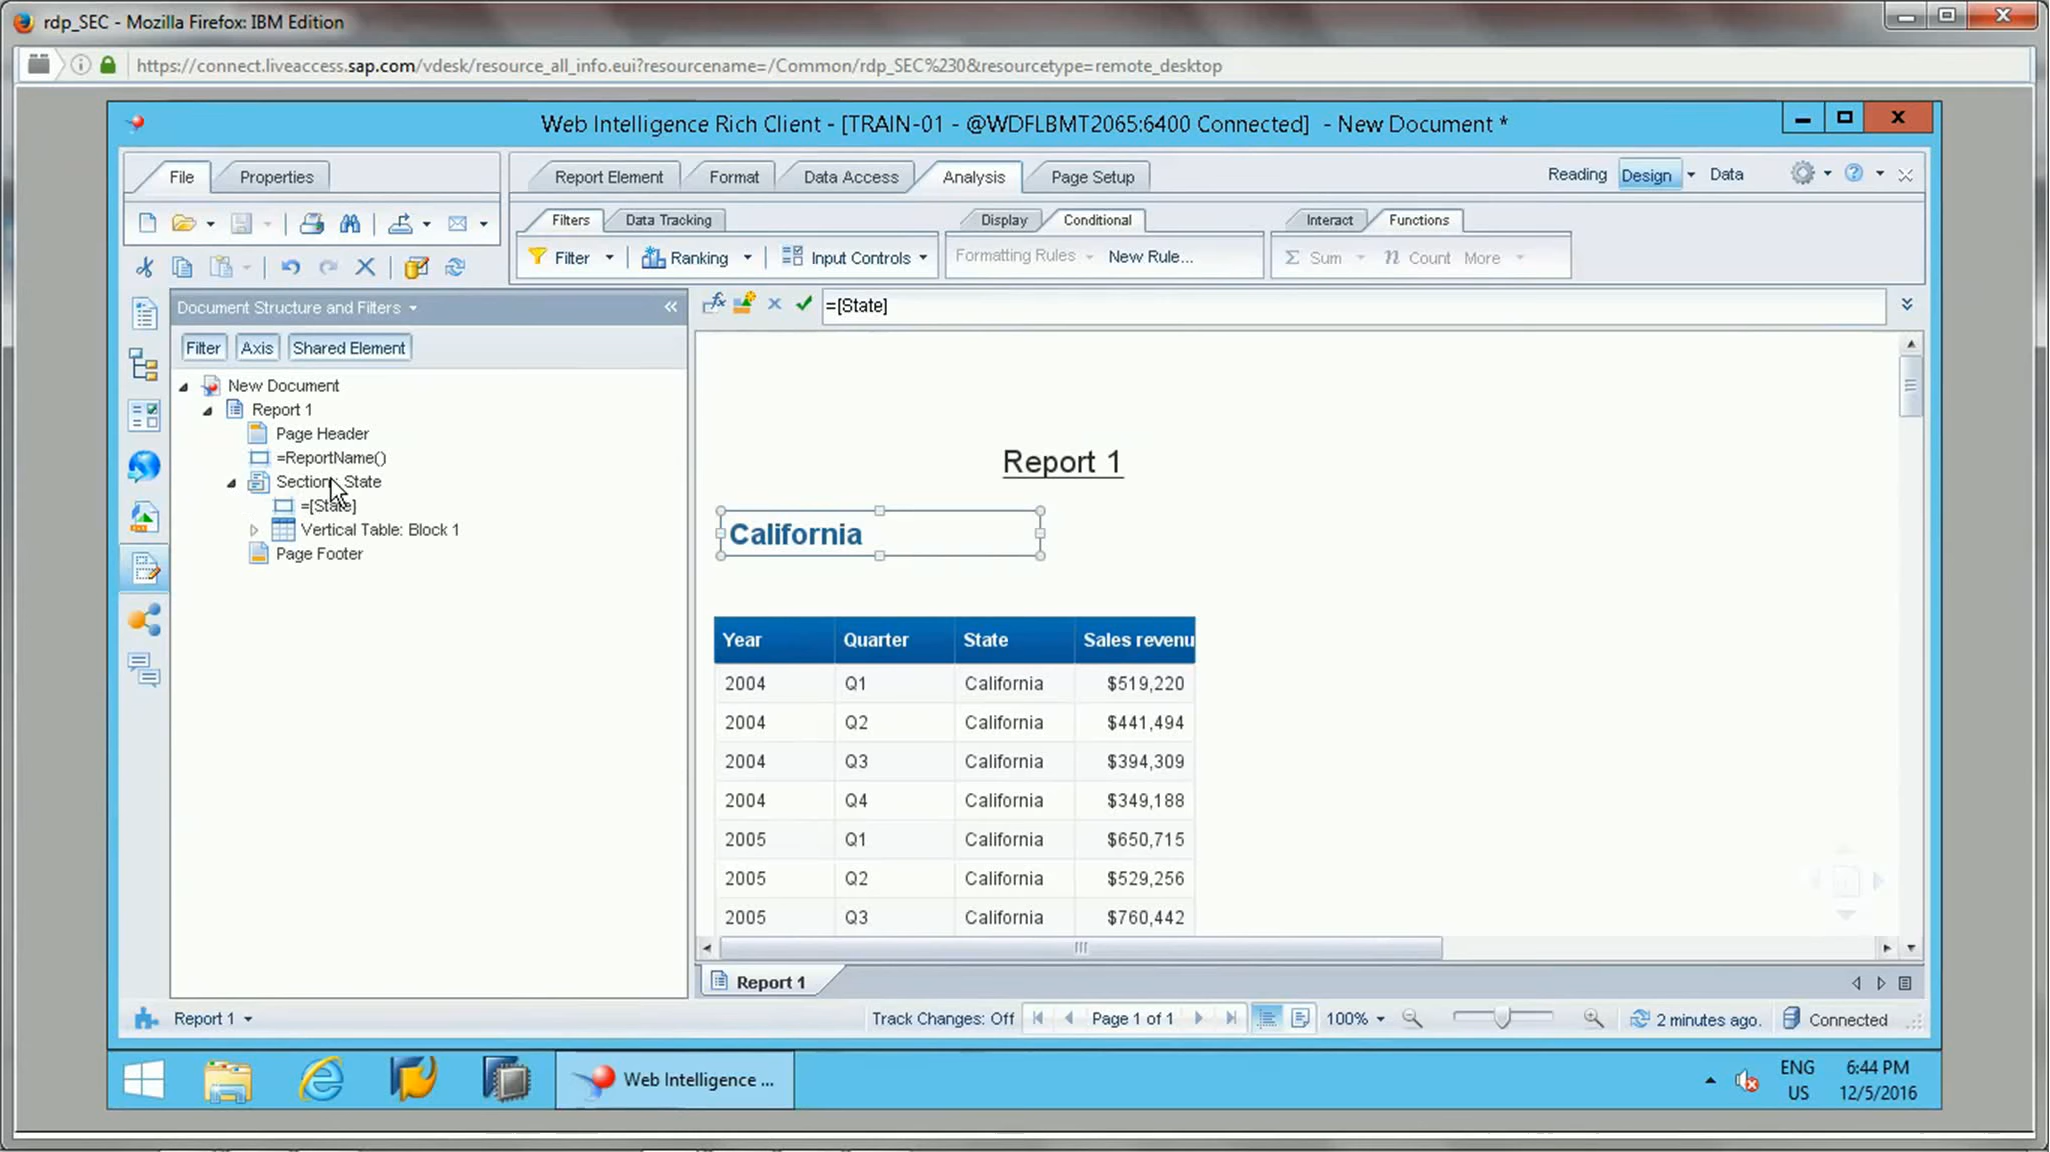 rdp_SEC - Mozilla Firefox: IBM Edition
https://connect.liveaccess.sap.com/vdesk/resource_all_info.eui?resourcename=/Common/rdp_SEC%230&resourcetype=remote_desktop
Web Intelligence Rich Client - [TRAIN-01 - @WDFLBMT2065:6400 Connected] - New Document *
File Properties Report Element Format Data Access Analysis Page Setup Reading Design Data
Filters Data Tracking Display Conditional Interact Functions
Filter Ranking Input Controls Formatting Rules New Rule... Σ Sum n Count More
Document Structure and Filters
=[State]
Filter Axis Shared Element
New Document
Report 1
Page Header
=ReportName()
Section: State
=[State]
Vertical Table: Block 1
Page Footer
Report 1
California
Year Quarter State Sales revenu
2004 Q1 California $519,220
2004 Q2 California $441,494
2004 Q3 California $394,309
2004 Q4 California $349,188
2005 Q1 California $650,715
2005 Q2 California $529,256
2005 Q3 California $760,442
Report 1
Report 1 Track Changes: Off Page 1 of 1 100% 2 minutes ago. Connected
Web Intelligence ...
ENG 6:44 PM
US 12/5/2016